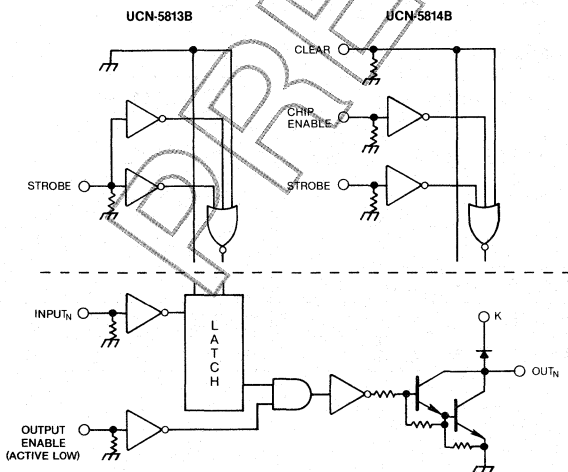 UCN-5813B
UCN-5814B
CLEAR
CHIP
ENABLE
STROBE
STROBE
INPUTN
L
A
T
C
H
K
OUTN
OUTPUT
ENABLE
(ACTIVE LOW)